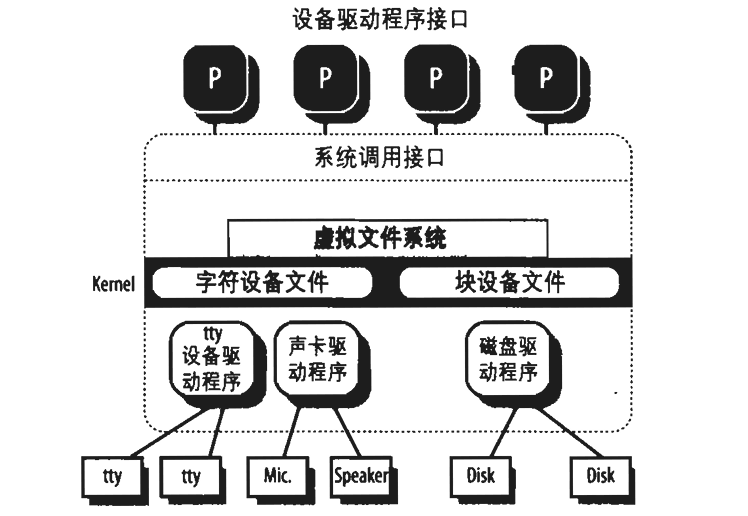 设备驱动程序接口
P P P P
系统调用接口
虚拟文件系统
Kernel 字符设备文件 块设备文件
tty
设备驱动程序
声卡驱动程序
磁盘驱动程序
tty tty Mic. Speaker Disk Disk